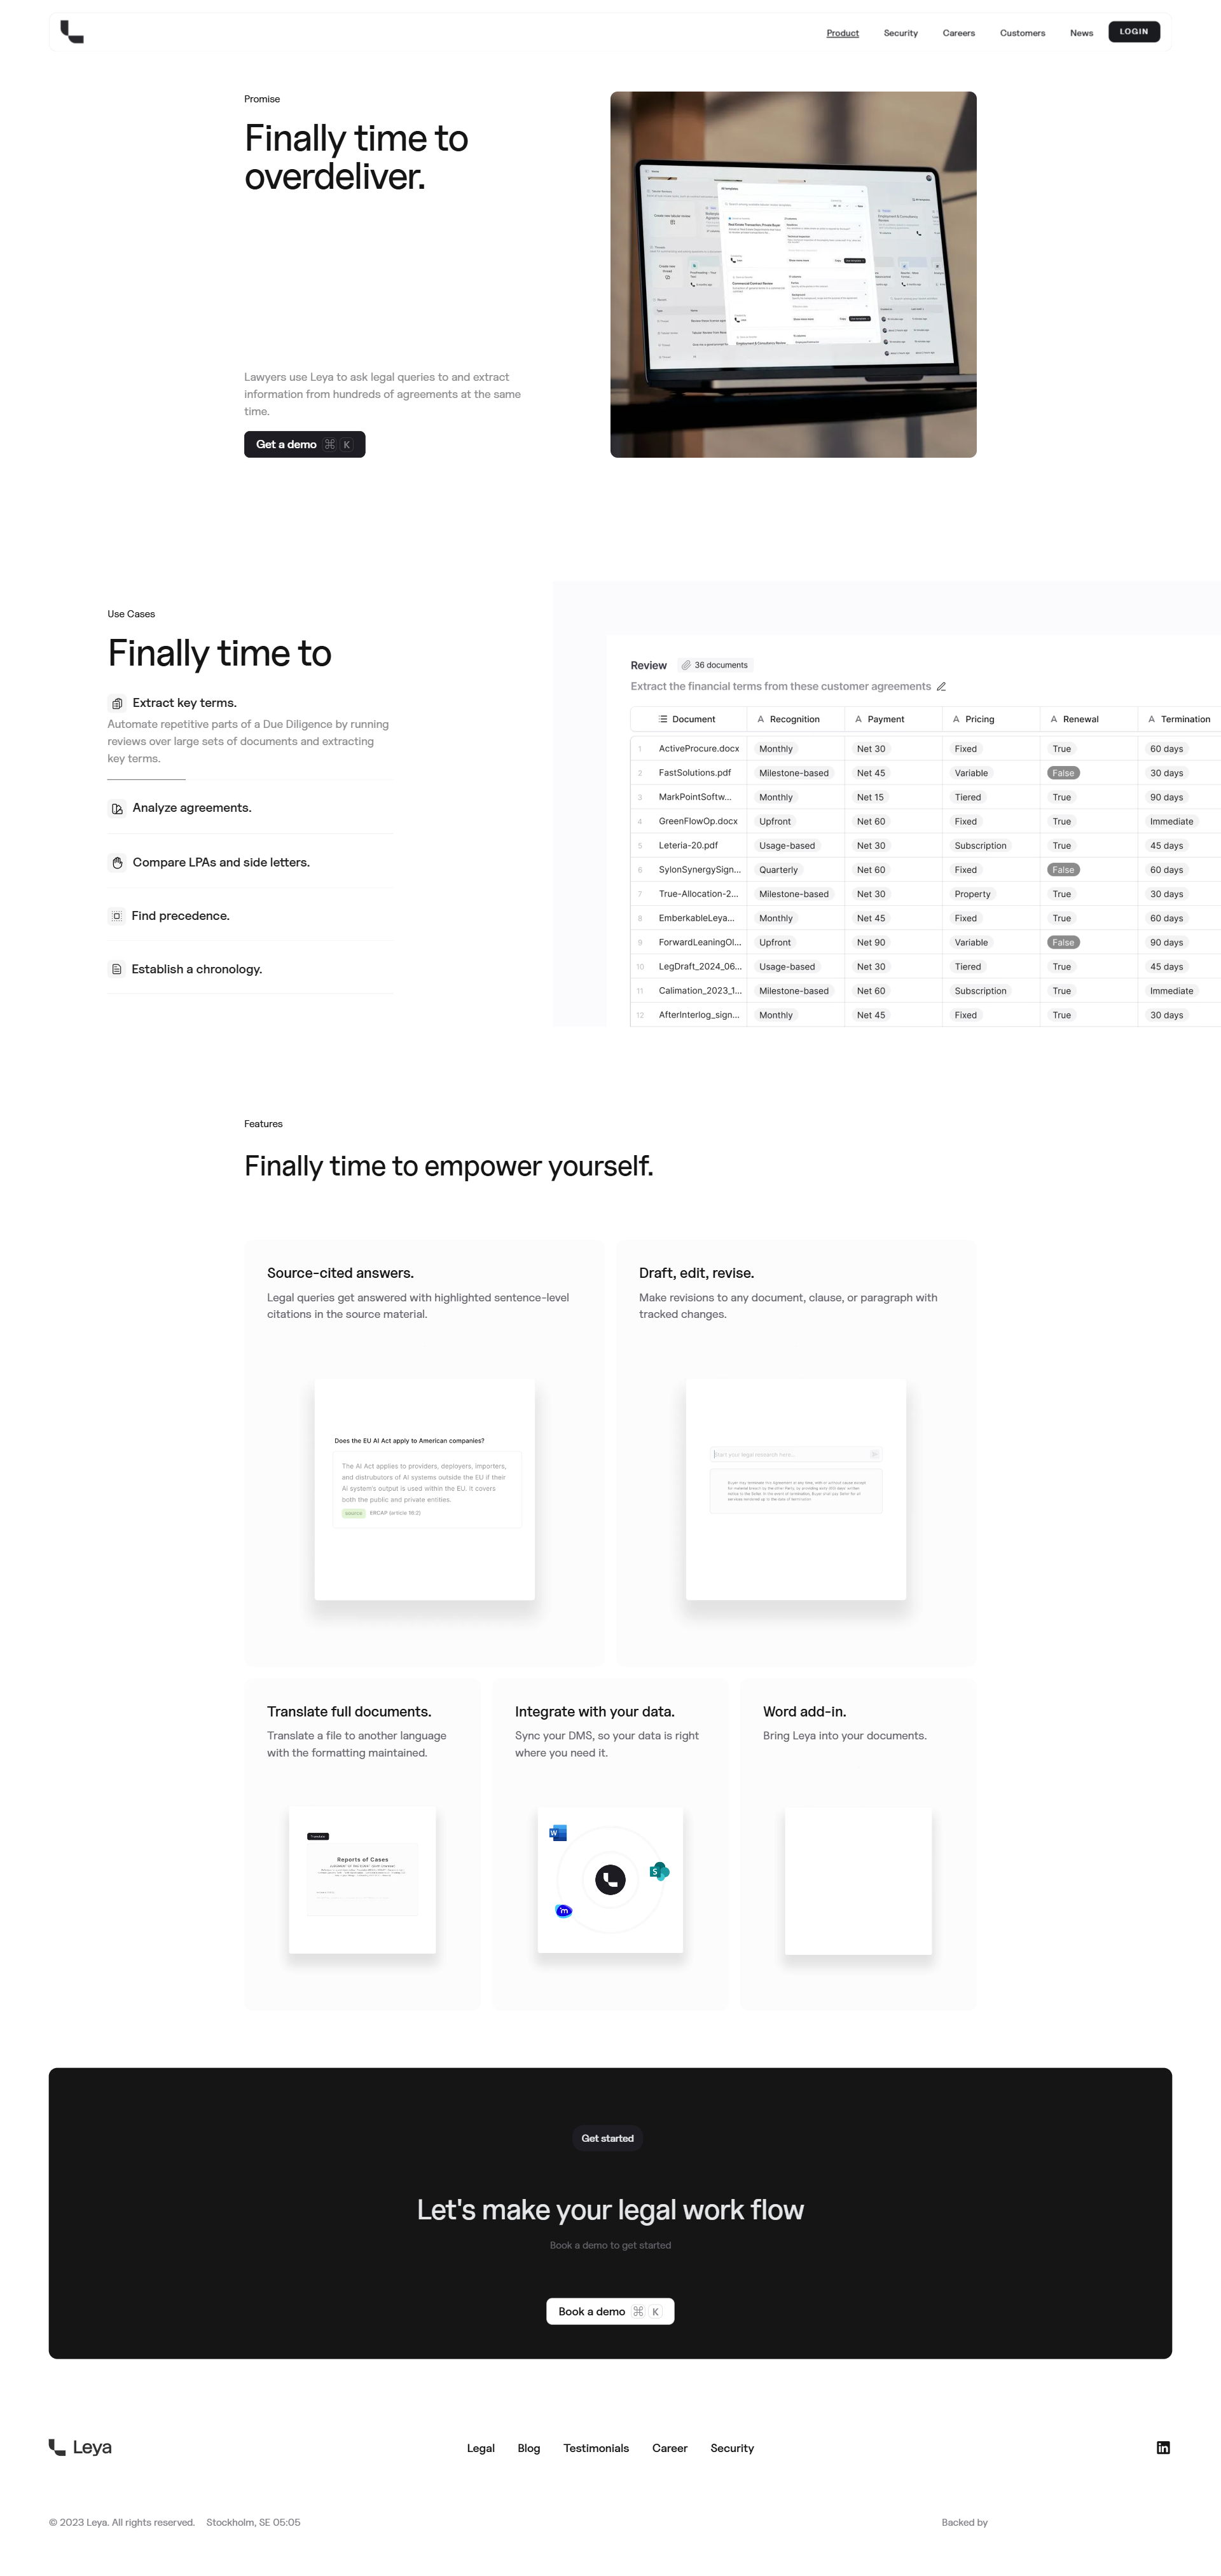 Product Security Careers Customers News LOGIN
Promise
Finally time to
overdeliver.
Lawyers use Leya to ask legal queries to and extract
information from hundreds of agreements at the same
time.
Get a demo ⌘ K
Use Cases
Finally time to
Extract key terms.
Automate repetitive parts of a Due Diligence by running
reviews over large sets of documents and extracting
key terms.
Analyze agreements.
Compare LPAs and side letters.
Find precedence.
Establish a chronology.
Review 36 documents
Extract the financial terms from these customer agreements
Document Recognition Payment Pricing Renewal Termination
1 ActiveProcure.docx Monthly Net 30 Fixed True 60 days
2 FastSolutions.pdf Milestone-based Net 45 Variable False 30 days
3 MarkPointSoftw... Monthly Net 15 Tiered True 90 days
4 GreenFlowOp.docx Upfront Net 60 Fixed True Immediate
5 Leteria-20.pdf Usage-based Net 30 Subscription True 45 days
6 SylonSynergySign... Quarterly Net 60 Fixed False 60 days
7 True-Allocation-2... Milestone-based Net 30 Property True 30 days
8 EmberkableLeya... Monthly Net 45 Fixed True 60 days
9 ForwardLeaningOl... Upfront Net 90 Variable False 90 days
10 LegDraft_2024_06... Usage-based Net 30 Tiered True 45 days
11 Calimation_2023_1... Milestone-based Net 60 Subscription True Immediate
12 AfterInterlog_sign... Monthly Net 45 Fixed True 30 days
Features
Finally time to empower yourself.
Source-cited answers.
Legal queries get answered with highlighted sentence-level
citations in the source material.
Does the EU AI Act apply to American companies?
The AI Act applies to providers, deployers, importers,
and distrubutors of AI systems outside the EU if their
AI system's output is used within the EU. It covers
both the public and private entities.
source KRCAP (article 16:2)
Draft, edit, revise.
Make revisions to any document, clause, or paragraph with
tracked changes.
Start your legal research here...
Translate full documents.
Translate a file to another language
with the formatting maintained.
Translate
Reports of Cases
Integrate with your data.
Sync your DMS, so your data is right
where you need it.
Word add-in.
Bring Leya into your documents.
Get started
Let's make your legal work flow
Book a demo to get started
Book a demo ⌘ K
Leya
Legal Blog Testimonials Career Security
© 2023 Leya. All rights reserved. Stockholm, SE 05:05
Backed by